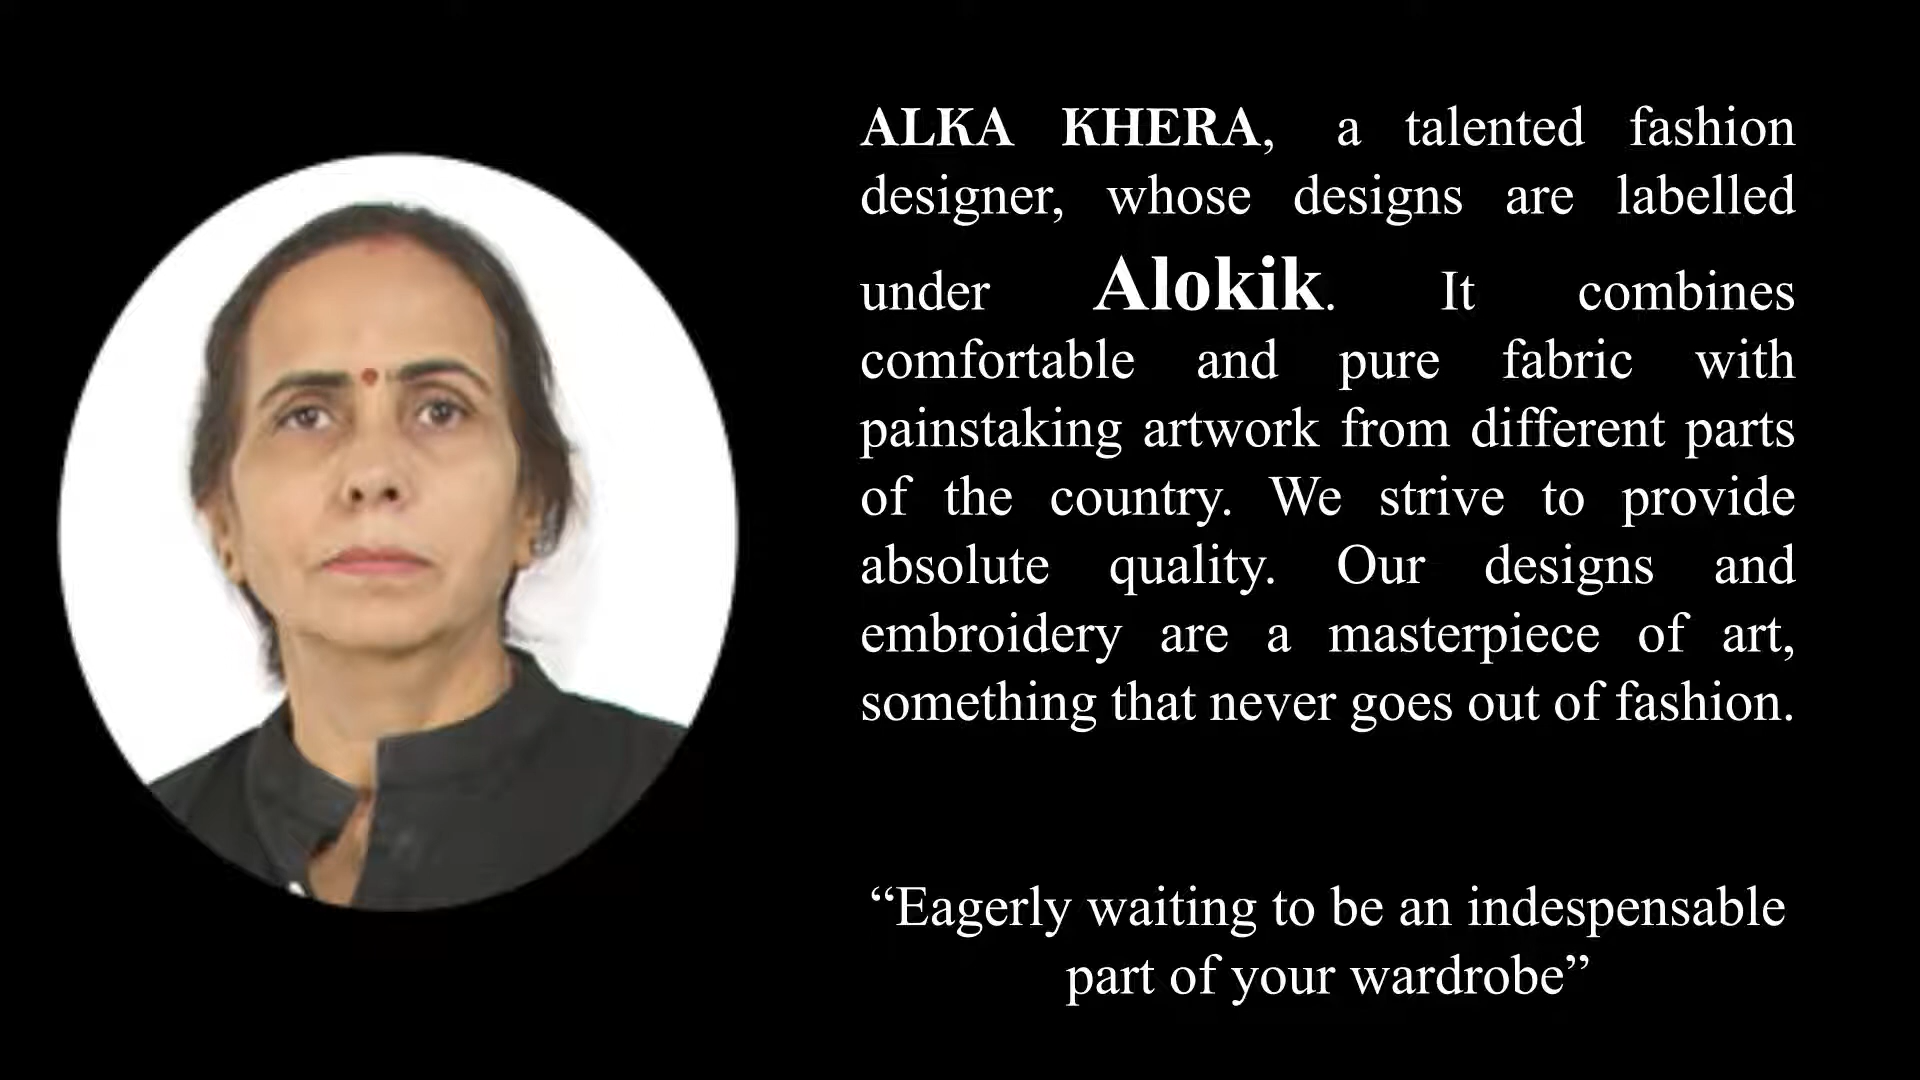 ALKA KHERA, a talented fashion
designer, whose designs are labelled
under Alokik. It combines
comfortable and pure fabric with
painstaking artwork from different parts
of the country. We strive to provide
absolute quality. Our designs and
embroidery are a masterpiece of art,
something that never goes out of fashion.
“Eagerly waiting to be an indespensable
part of your wardrobe”